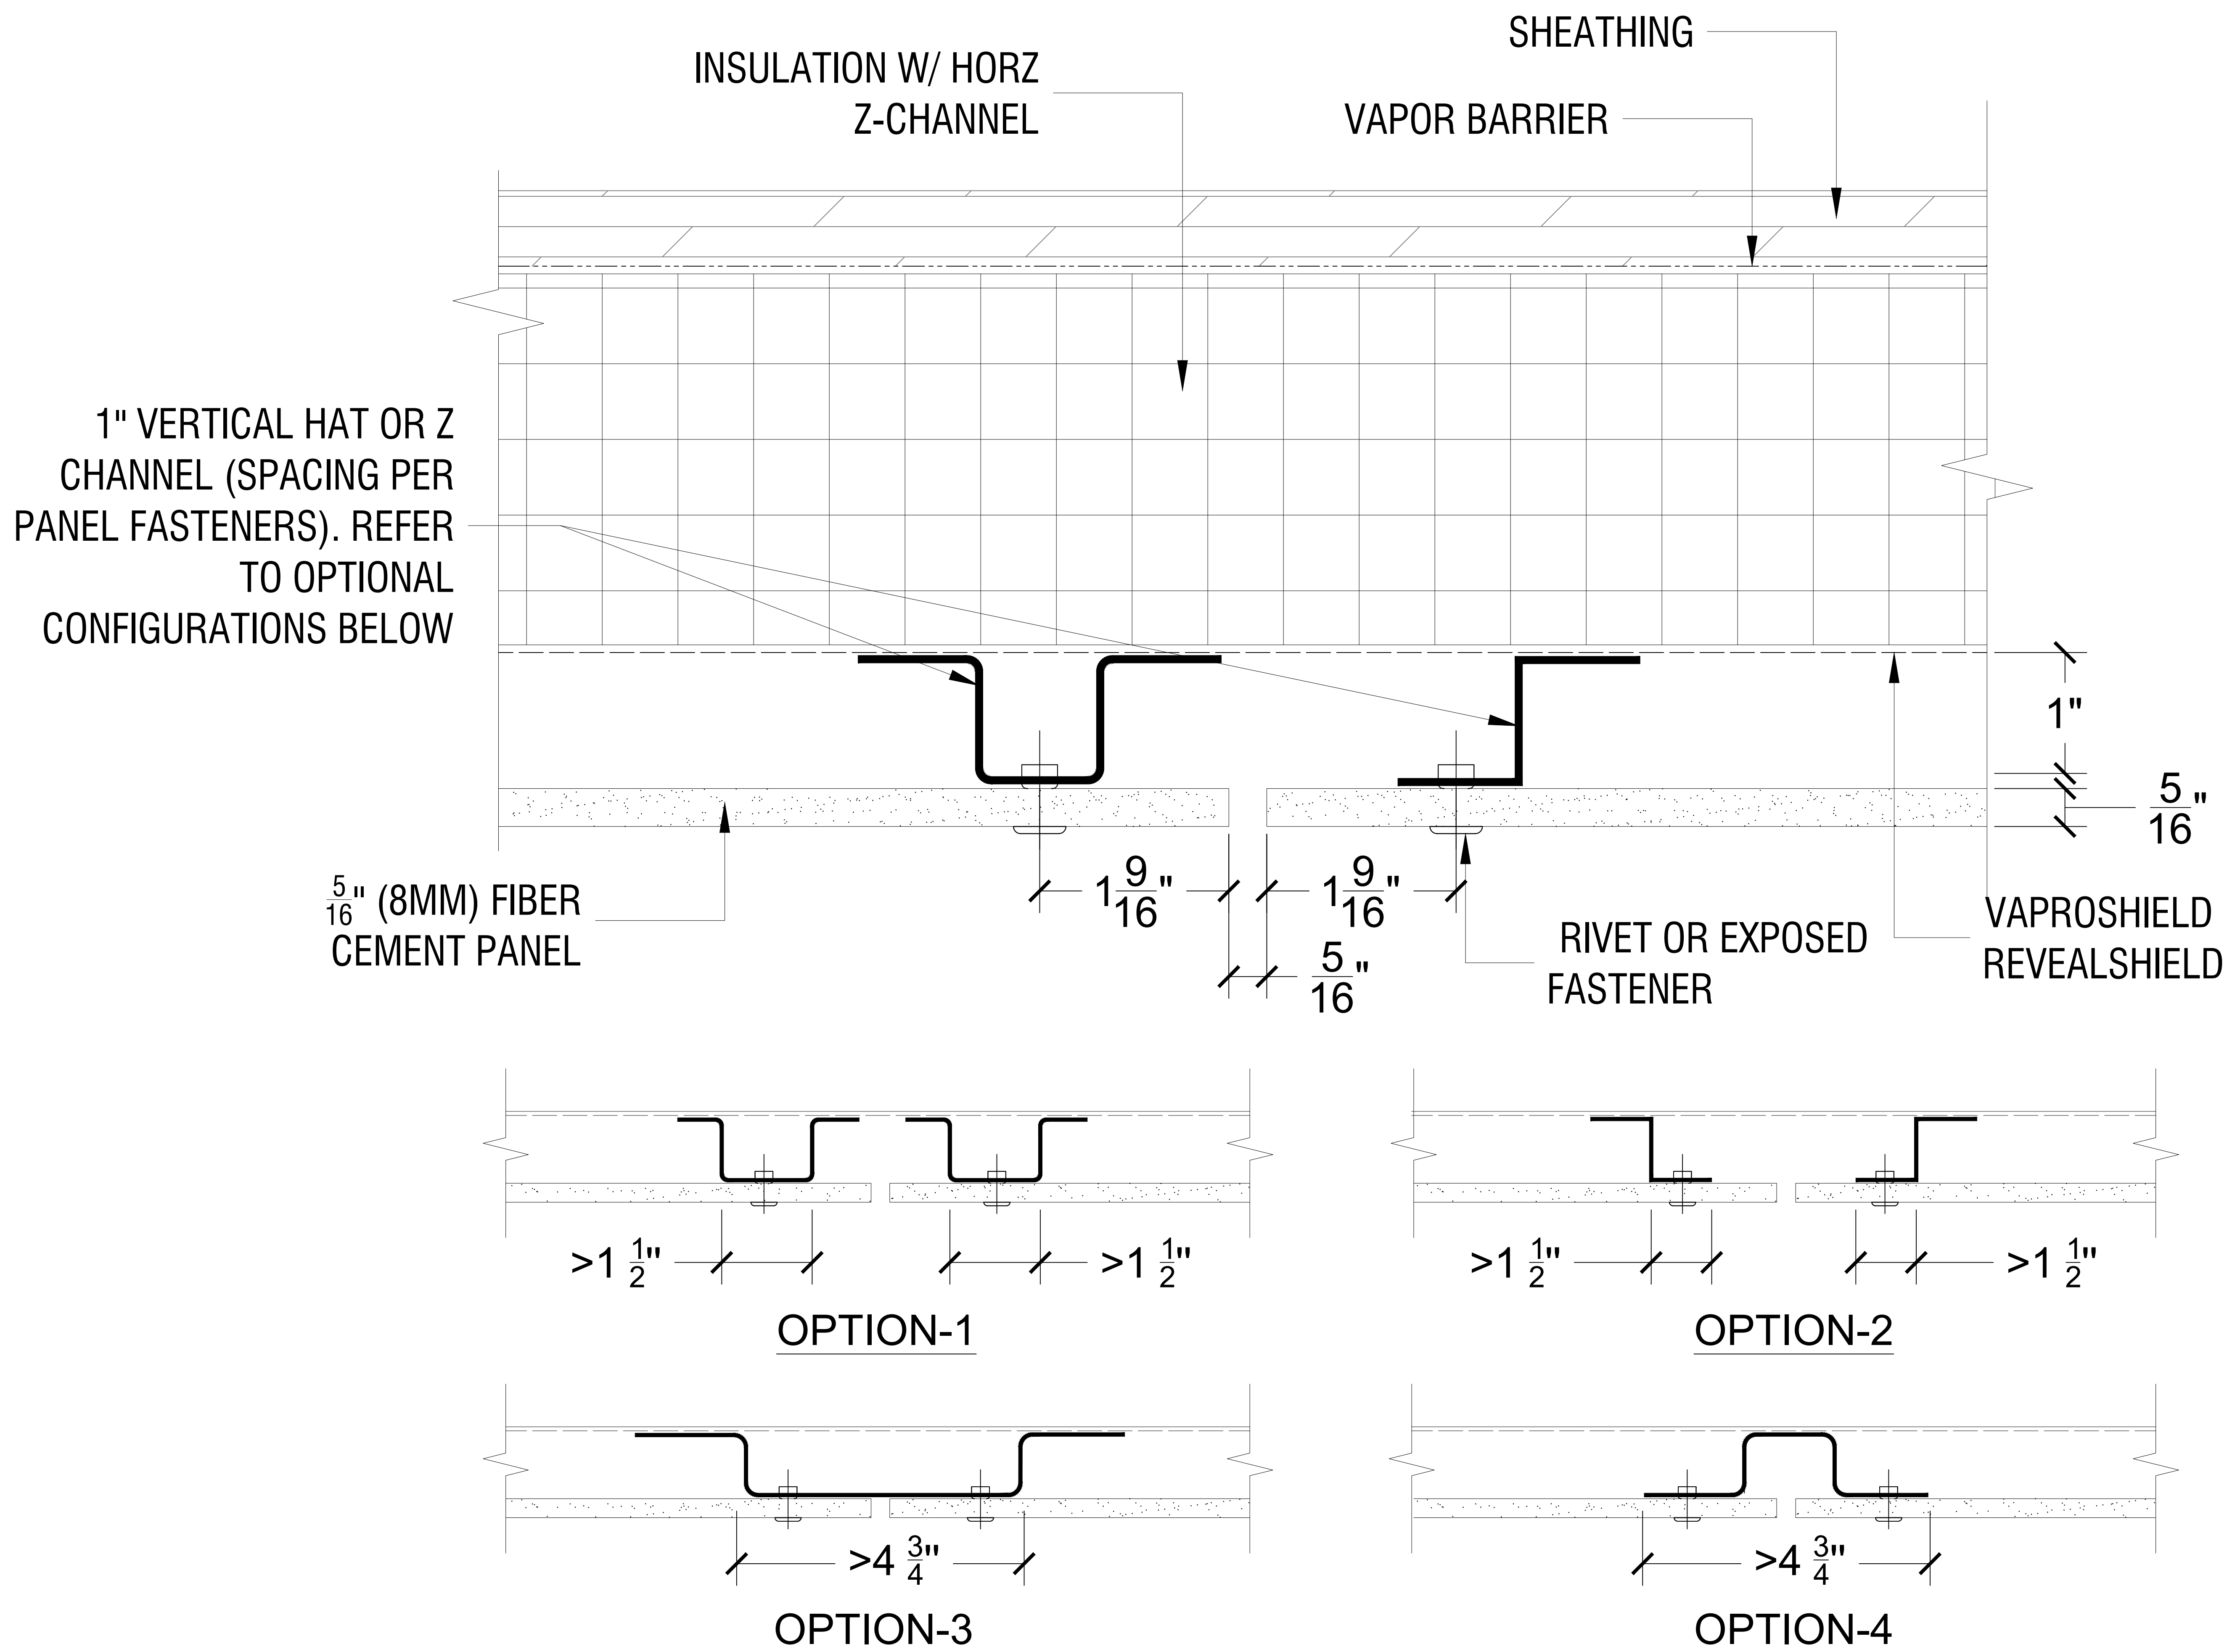 SHEATHING
INSULATION W/ HORZ
Z-CHANNEL
VAPOR BARRIER
1" VERTICAL HAT OR Z
CHANNEL (SPACING PER
PANEL FASTENERS). REFER
TO OPTIONAL
CONFIGURATIONS BELOW
1"
5/16"
1 9/16"
1 9/16"
5/16"
5/16" (8MM) FIBER
CEMENT PANEL
RIVET OR EXPOSED
FASTENER
VAPROSHIELD
REVEALSHIELD
>1 1/2"
>1 1/2"
OPTION-1
>1 1/2"
>1 1/2"
OPTION-2
>4 3/4"
OPTION-3
>4 3/4"
OPTION-4